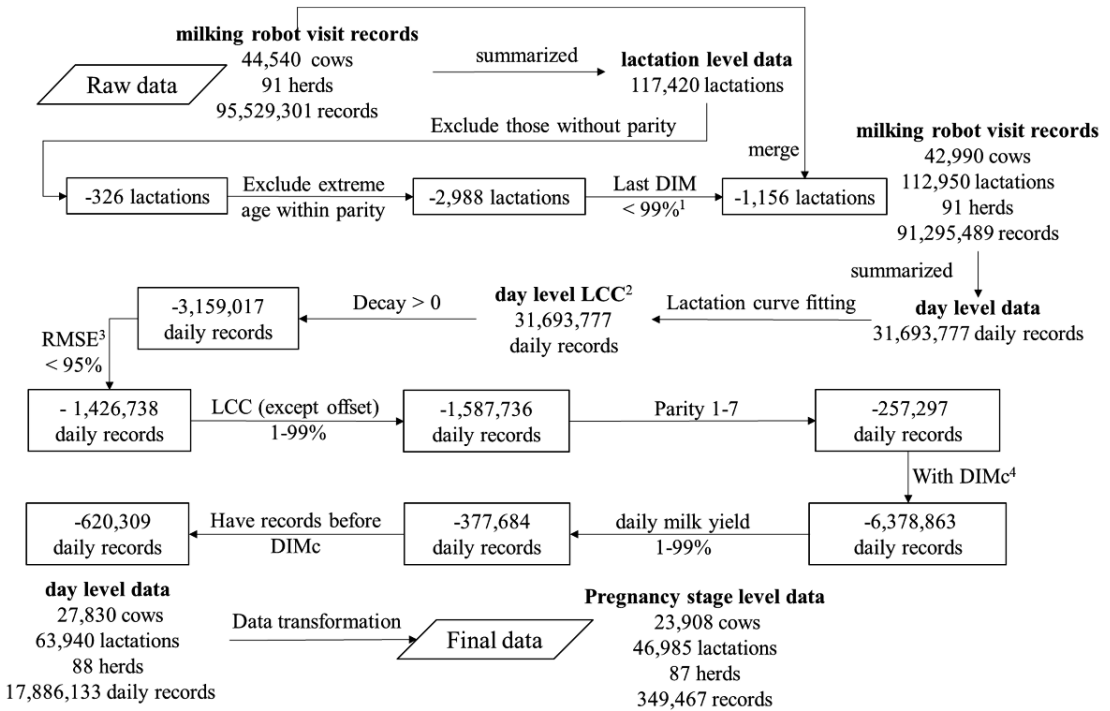 milking robot visit records
44,540 cows
91 herds
95,529,301 records
Raw data
summarized
lactation level data
117,420 lactations
Exclude those without parity
merge
milking robot visit records
42,990 cows
112,950 lactations
91 herds
91,295,489 records
-326 lactations
Exclude extreme
age within parity
-2,988 lactations
Last DIM
< 99%¹
-1,156 lactations
summarized
day level data
31,693,777 daily records
Lactation curve fitting
day level LCC²
31,693,777
daily records
Decay > 0
-3,159,017
daily records
RMSE³
< 95%
- 1,426,738
daily records
LCC (except offset)
1-99%
-1,587,736
daily records
Parity 1-7
-257,297
daily records
With DIMc⁴
-6,378,863
daily records
daily milk yield
1-99%
-377,684
daily records
Have records before
DIMc
-620,309
daily records
day level data
27,830 cows
63,940 lactations
88 herds
17,886,133 daily records
Data transformation
Final data
Pregnancy stage level data
23,908 cows
46,985 lactations
87 herds
349,467 records